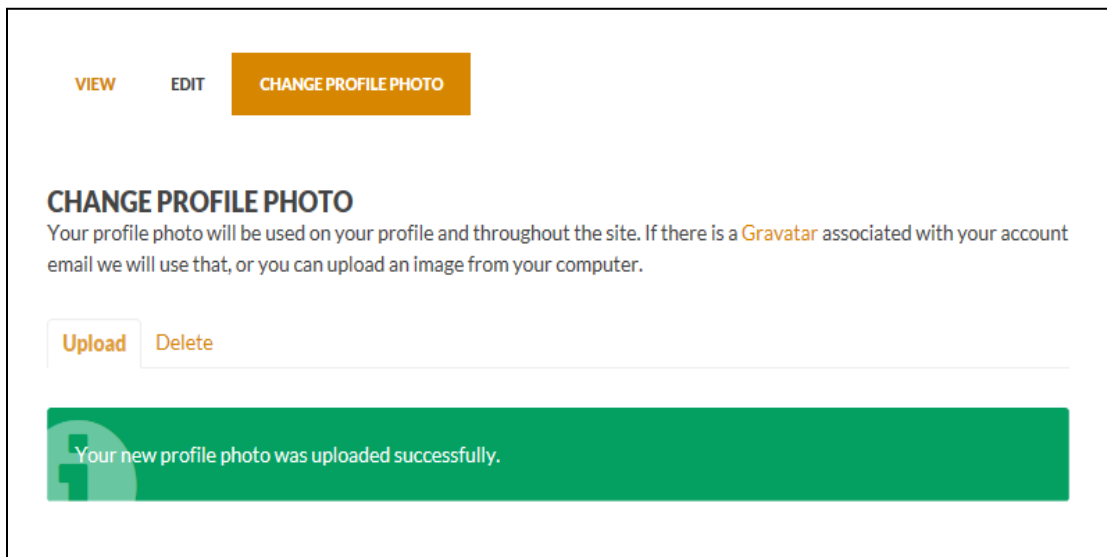 VIEW EDIT CHANGE PROFILE PHOTO
CHANGE PROFILE PHOTO
Your profile photo will be used on your profile and throughout the site. If there is a Gravatar associated with your account
email we will use that, or you can upload an image from your computer.
Upload Delete
Your new profile photo was uploaded successfully.